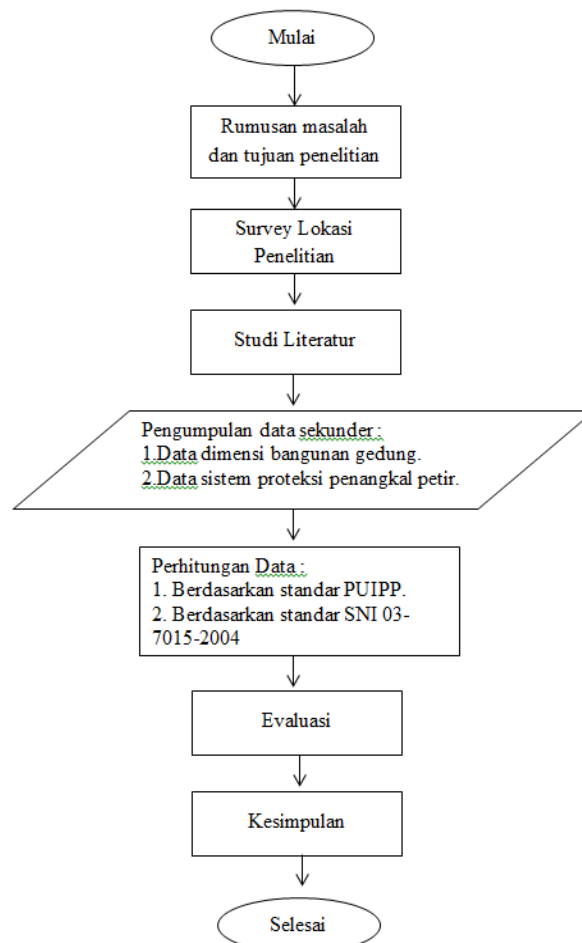 Mulai
Rumusan masalah
dan tujuan penelitian
Survey Lokasi
Penelitian
Studi Literatur
Pengumpulan data sekunder :
1.Data dimensi bangunan gedung.
2.Data sistem proteksi penangkal petir.
Perhitungan Data :
1. Berdasarkan standar PUIPP.
2. Berdasarkan standar SNI 03-
7015-2004
Evaluasi
Kesimpulan
Selesai